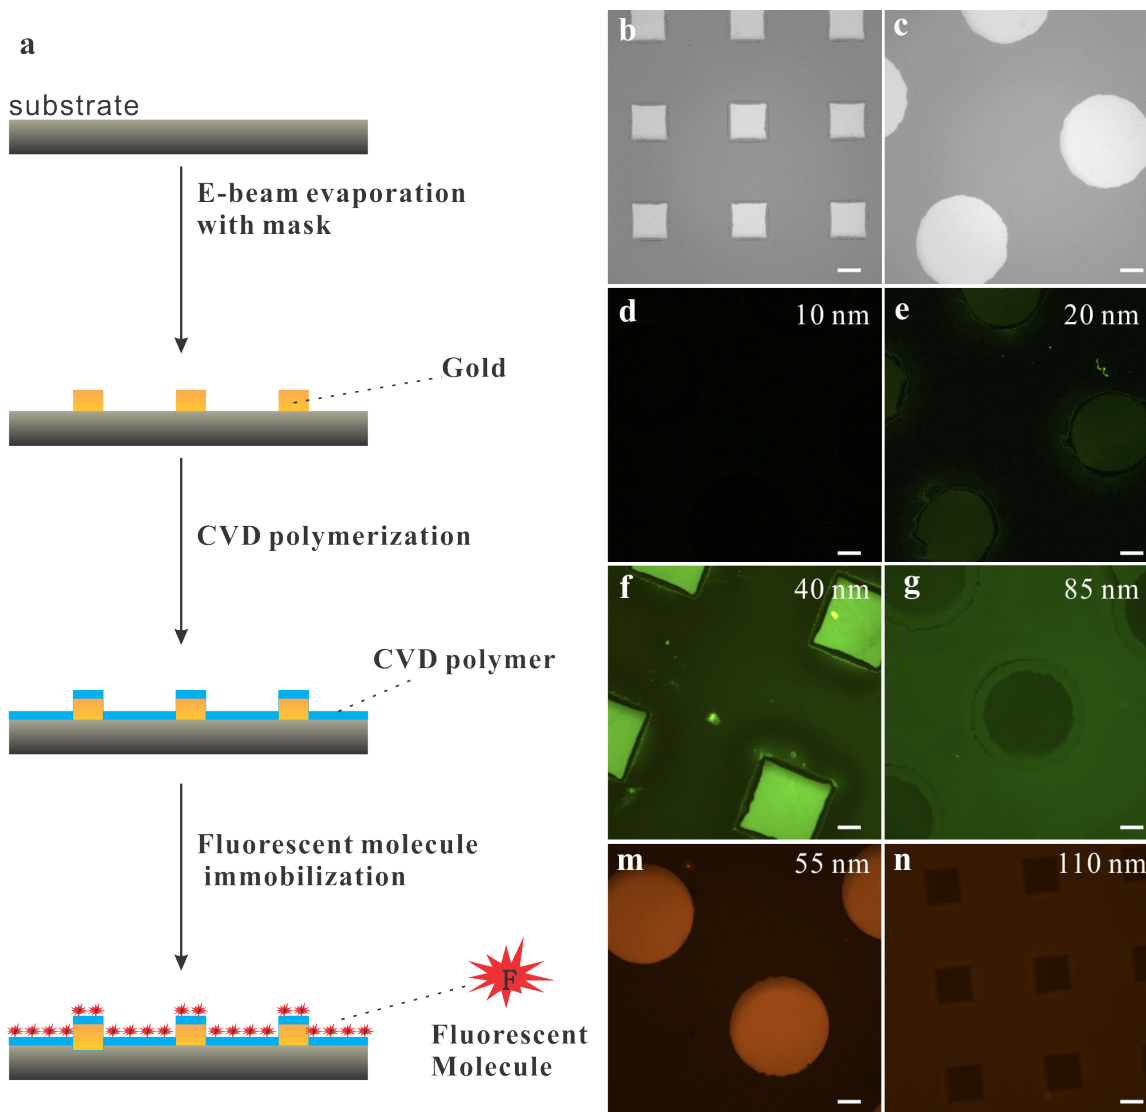 a
substrate
E-beam evaporation
with mask
Gold
CVD polymerization
CVD polymer
Fluorescent molecule
immobilization
F
Fluorescent
Molecule
b
c
d
10 nm
e
20 nm
f
40 nm
g
85 nm
m
55 nm
n
110 nm